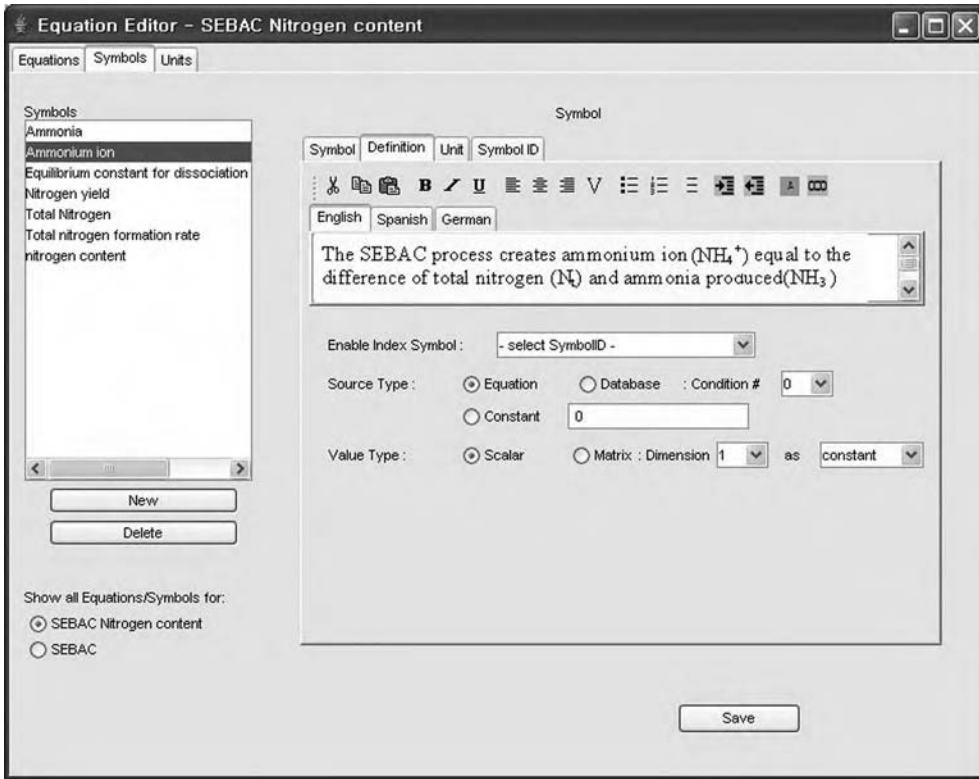 Equation Editor - SEBAC Nitrogen content
Equations Symbols Units
Symbols
Ammonia
Ammonium ion
Equilibrium constant for dissociation
Nitrogen yield
Total Nitrogen
Total nitrogen formation rate
nitrogen content
New
Delete
Show all Equations/Symbols for:
SEBAC Nitrogen content
SEBAC
Symbol
Symbol Definition Unit Symbol ID
B I U V
English Spanish German
The SEBAC process creates ammonium ion (NH₄⁺) equal to the
difference of total nitrogen (Nₜ) and ammonia produced(NH₃ )
Enable Index Symbol : - select SymbolID -
Source Type : Equation Database : Condition # 0
Constant 0
Value Type : Scalar Matrix : Dimension 1 as constant
Save